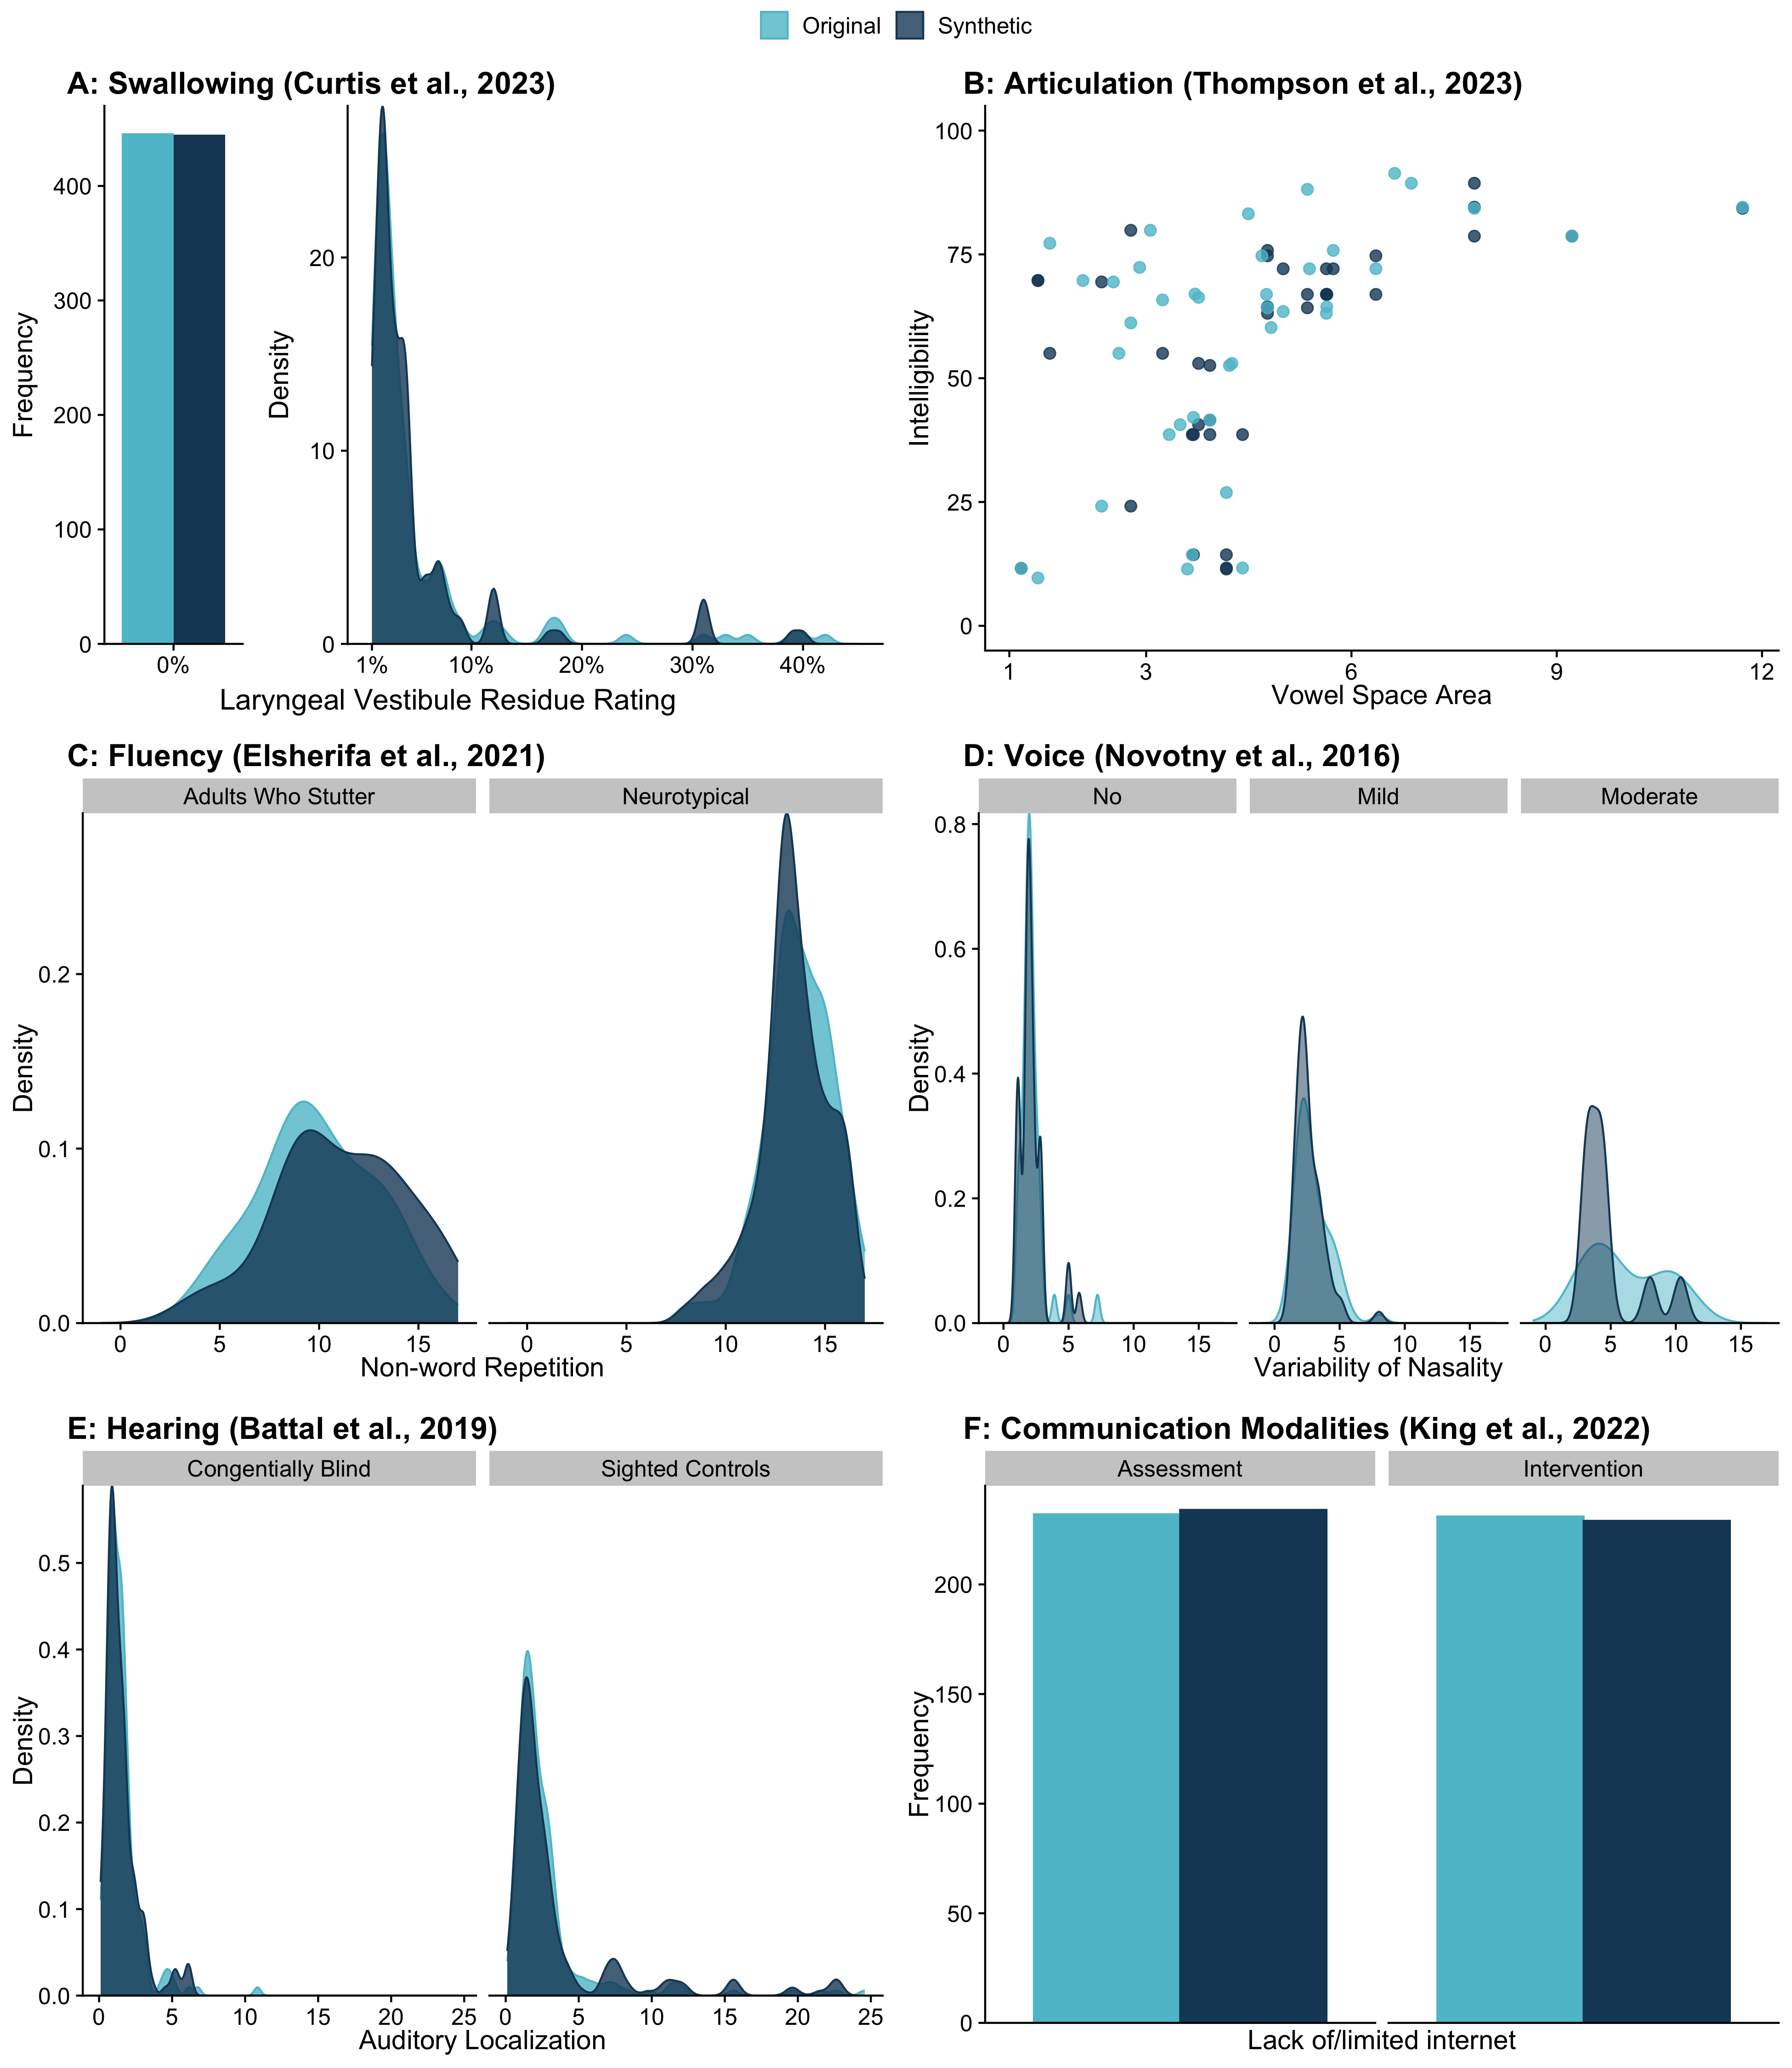 Original Synthetic
A: Swallowing (Curtis et al., 2023)
Frequency
400
300
200
100
0
0%
Density
20
10
0
1% 10% 20% 30% 40%
Laryngeal Vestibule Residue Rating
B: Articulation (Thompson et al., 2023)
Intelligibility
100
75
50
25
0
1 3 6 9 12
Vowel Space Area
C: Fluency (Elsherifa et al., 2021)
Adults Who Stutter Neurotypical
Density
0.2
0.1
0.0
0 5 10 15 0 5 10 15
Non-word Repetition
D: Voice (Novotny et al., 2016)
No Mild Moderate
Density
0.8
0.6
0.4
0.2
0.0
0 5 10 15 0 5 10 15 0 5 10 15
Variability of Nasality
E: Hearing (Battal et al., 2019)
Congentially Blind Sighted Controls
Density
0.5
0.4
0.3
0.2
0.1
0.0
0 5 10 15 20 25 0 5 10 15 20 25
Auditory Localization
F: Communication Modalities (King et al., 2022)
Assessment Intervention
Frequency
200
150
100
50
0
Lack of/limited internet